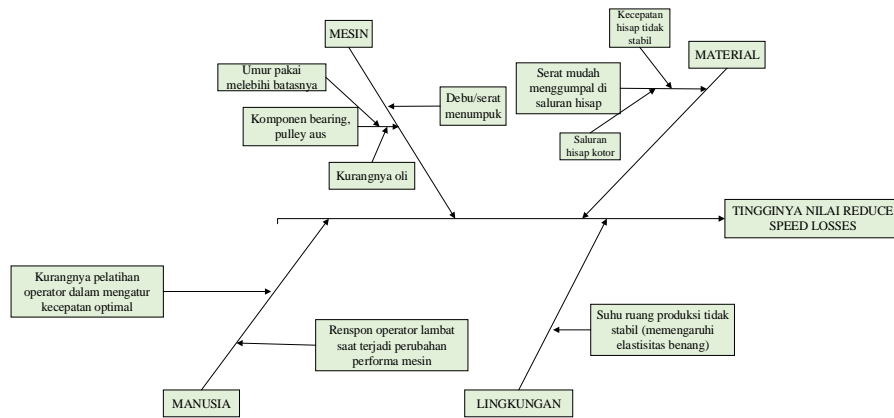 MESIN
Umur pakai
melebihi batasnya
Komponen bearing,
pulley aus
Kurangnya oli
Debu/serat
menumpuk
Kecepatan
hisap tidak
stabil
MATERIAL
Serat mudah
menggumpal di
saluran hisap
Saluran
hisap kotor
TINGGINYA NILAI REDUCE
SPEED LOSSES
Kurangnya pelatihan
operator dalam mengatur
kecepatan optimal
Renspon operator lambat
saat terjadi perubahan
performa mesin
MANUSIA
Suhu ruang produksi tidak
stabil (memengaruhi
elastisitas benang)
LINGKUNGAN